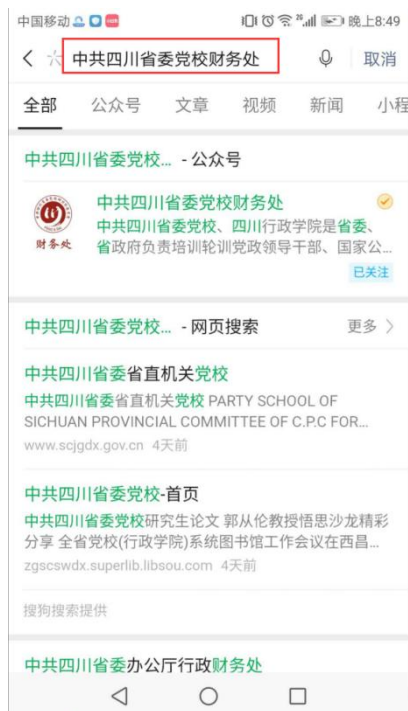 中国移动 晚上8:49
中共四川省委党校财务处 取消
全部 公众号 文章 视频 新闻 小程
中共四川省委党校... - 公众号
中共四川省委党校财务处
中共四川省委党校、四川行政学院是省委、
省政府负责培训轮训党政领导干部、国家公...
财务处
已关注
中共四川省委党校... - 网页搜索 更多
中共四川省委省直机关党校
中共四川省委省直机关党校 PARTY SCHOOL OF
SICHUAN PROVINCIAL COMMITTEE OF C.P.C FOR...
www.scjgdx.gov.cn 4天前
中共四川省委党校-首页
中共四川省委党校研究生论文 郭从伦教授悟思沙龙精彩
分享 全省党校(行政学院)系统图书馆工作会议在西昌...
zgscswdx.superlib.libsou.com 4天前
搜狗搜索提供
中共四川省委办公厅行政财务处